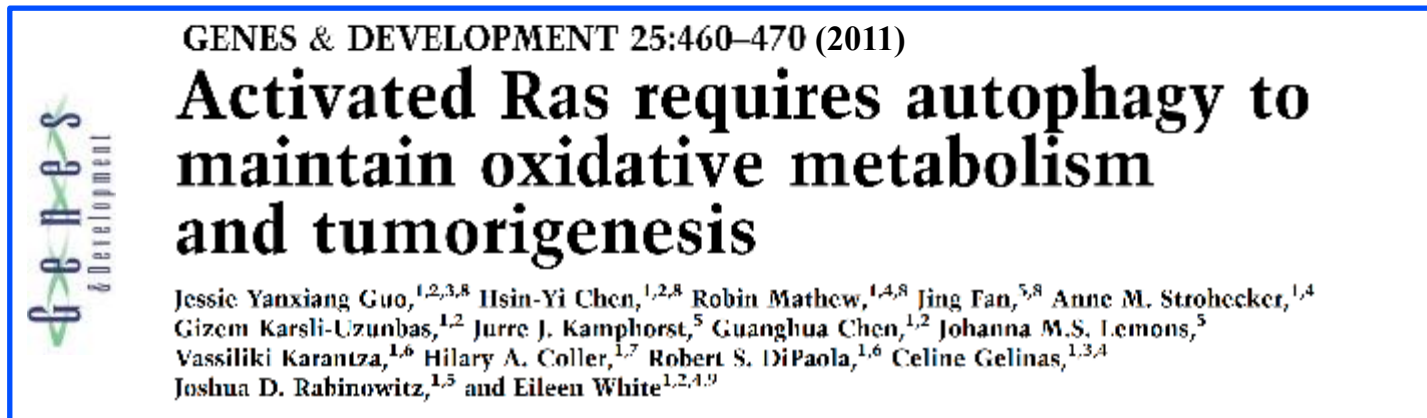 GENES & DEVELOPMENT 25:460–470 (2011)
Activated Ras requires autophagy to
maintain oxidative metabolism
and tumorigenesis
Genes
& Development
Jessie Yanxiang Guo,1,2,3,8 Hsin-Yi Chen,1,2,8 Robin Mathew,1,4,8 Jing Fan,5,8 Anne M. Strohecker,1,4
Gizem Karsli-Uzunbas,1,2 Jurre J. Kamphorst,5 Guanghua Chen,1,2 Johanna M.S. Lemons,5
Vassiliki Karantza,1,6 Hilary A. Coller,1,7 Robert S. DiPaola,1,6 Celine Gelinas,1,3,4
Joshua D. Rabinowitz,1,5 and Eileen White1,2,4,9